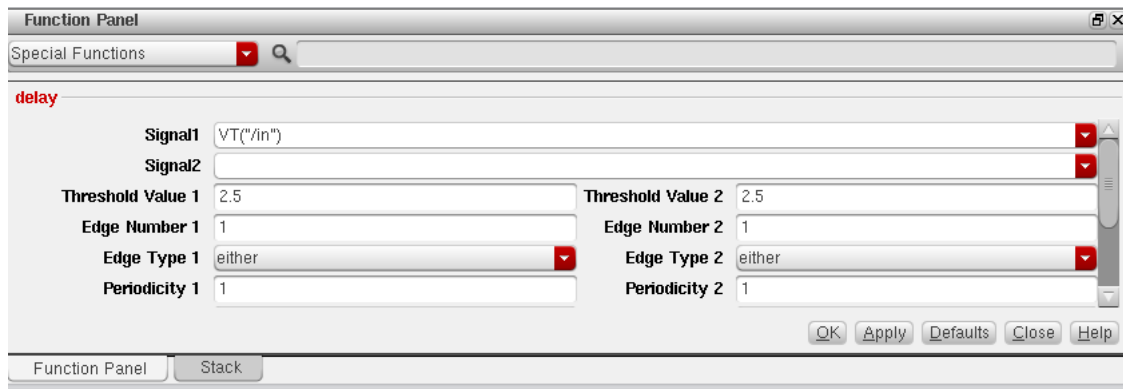 Function Panel
Special Functions
delay
Signal1 VT("/in")
Signal2
Threshold Value 1 2.5 Threshold Value 2 2.5
Edge Number 1 1 Edge Number 2 1
Edge Type 1 either Edge Type 2 either
Periodicity 1 1 Periodicity 2 1
OK Apply Defaults Close Help
Function Panel Stack